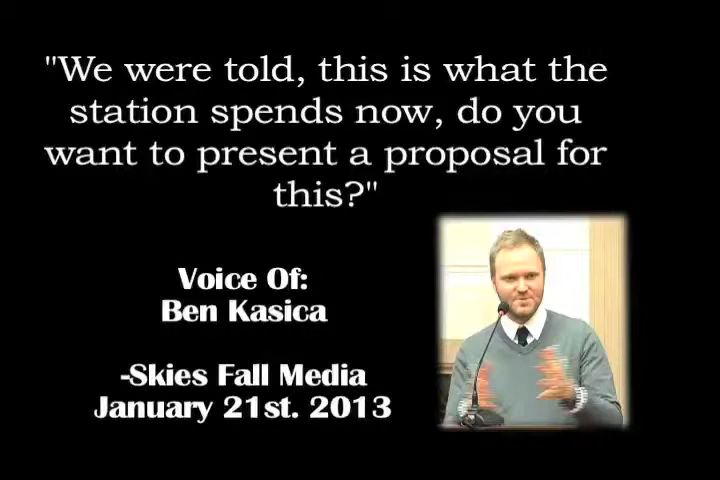 "We were told, this is what the
station spends now, do you
want to present a proposal for
this?"
Voice Of:
Ben Kasica
-Skies Fall Media
January 21st. 2013